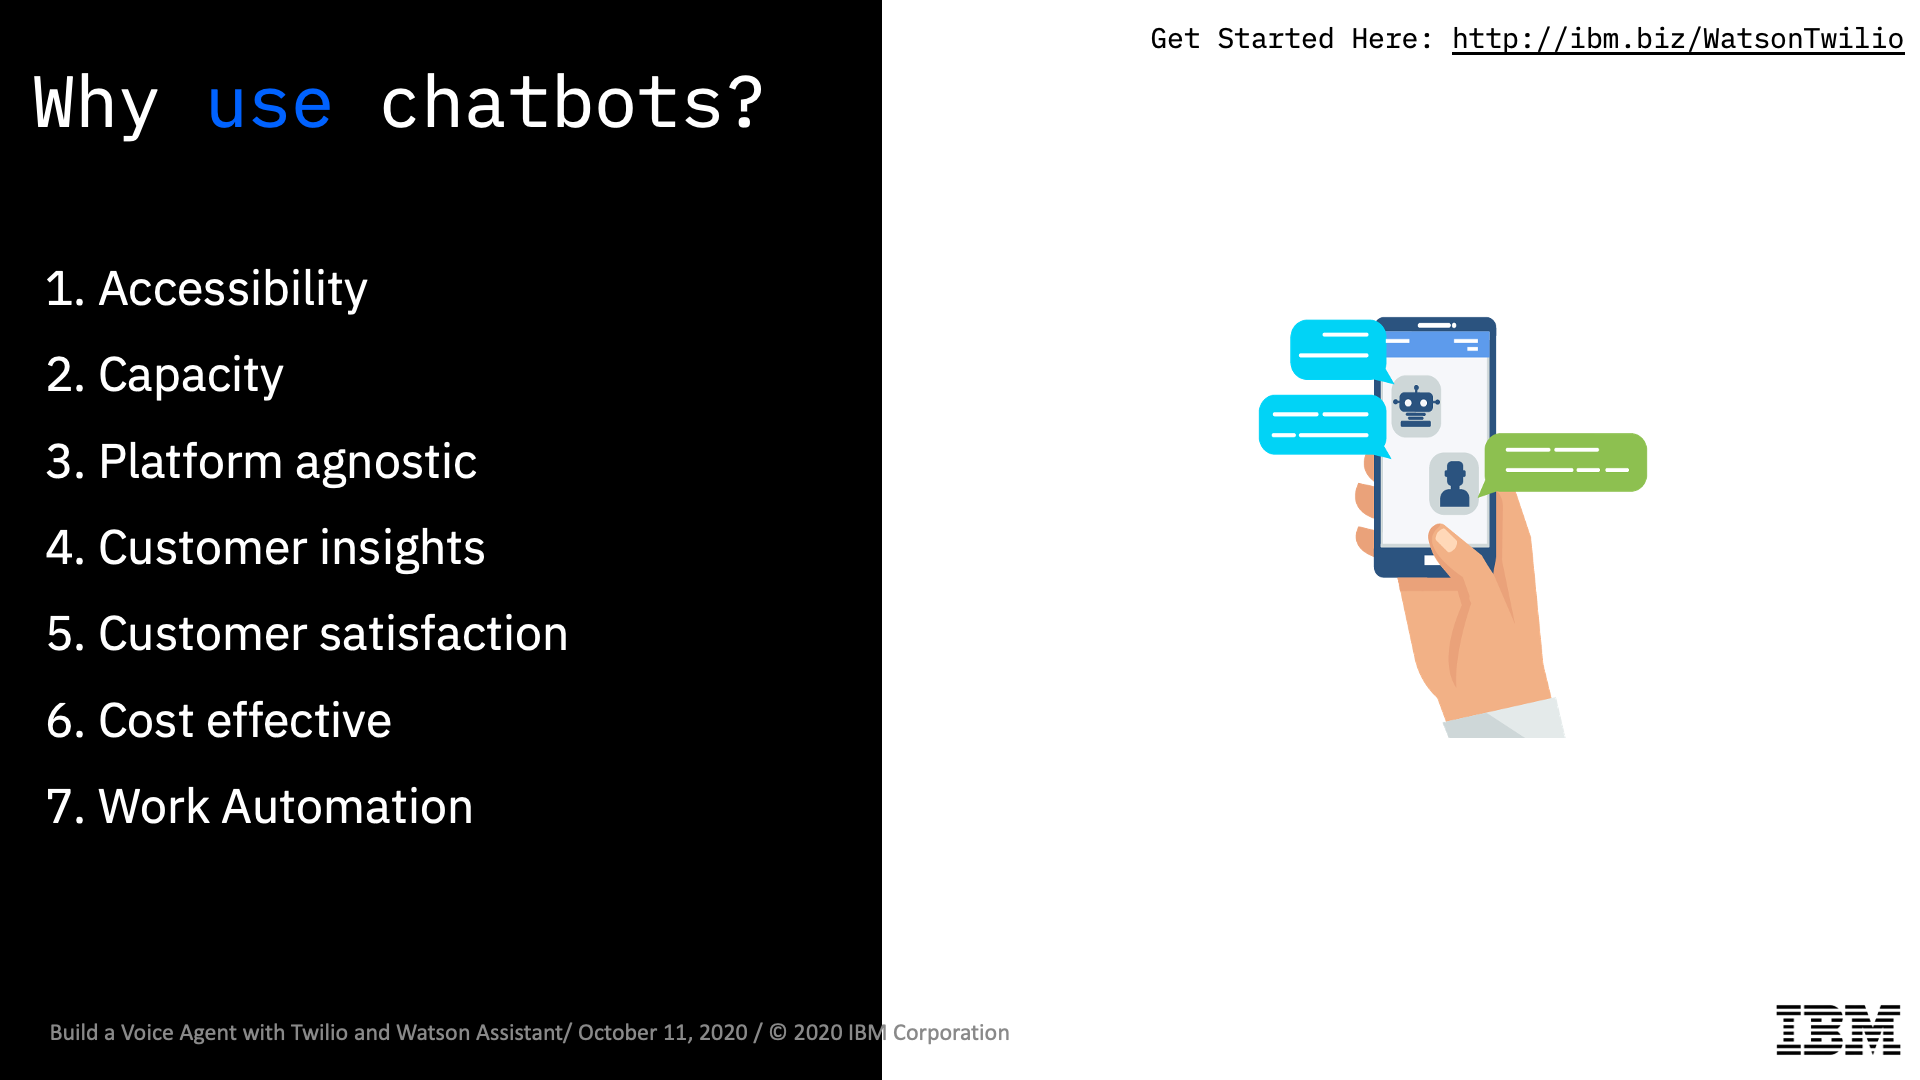 Get Started Here: http://ibm.biz/WatsonTwilio
Why use chatbots?
1. Accessibility
2. Capacity
3. Platform agnostic
4. Customer insights
5. Customer satisfaction
6. Cost effective
7. Work Automation
Build a Voice Agent with Twilio and Watson Assistant/ October 11, 2020 / © 2020 IBM Corporation
IBM